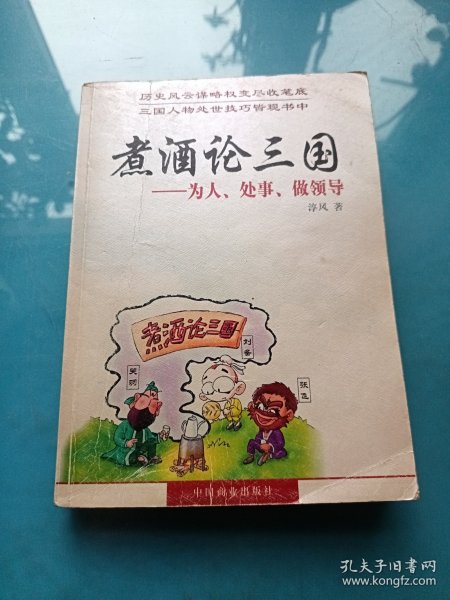 历史风云谋略权变尽收笔底
三国人物处世技巧皆现书中
煮酒论三国
——为人、处事、做领导
淳风 著
煮酒论三国
刘备
关羽
张飞
中国商业出版社
孔夫子旧书网
www.kongfz.com